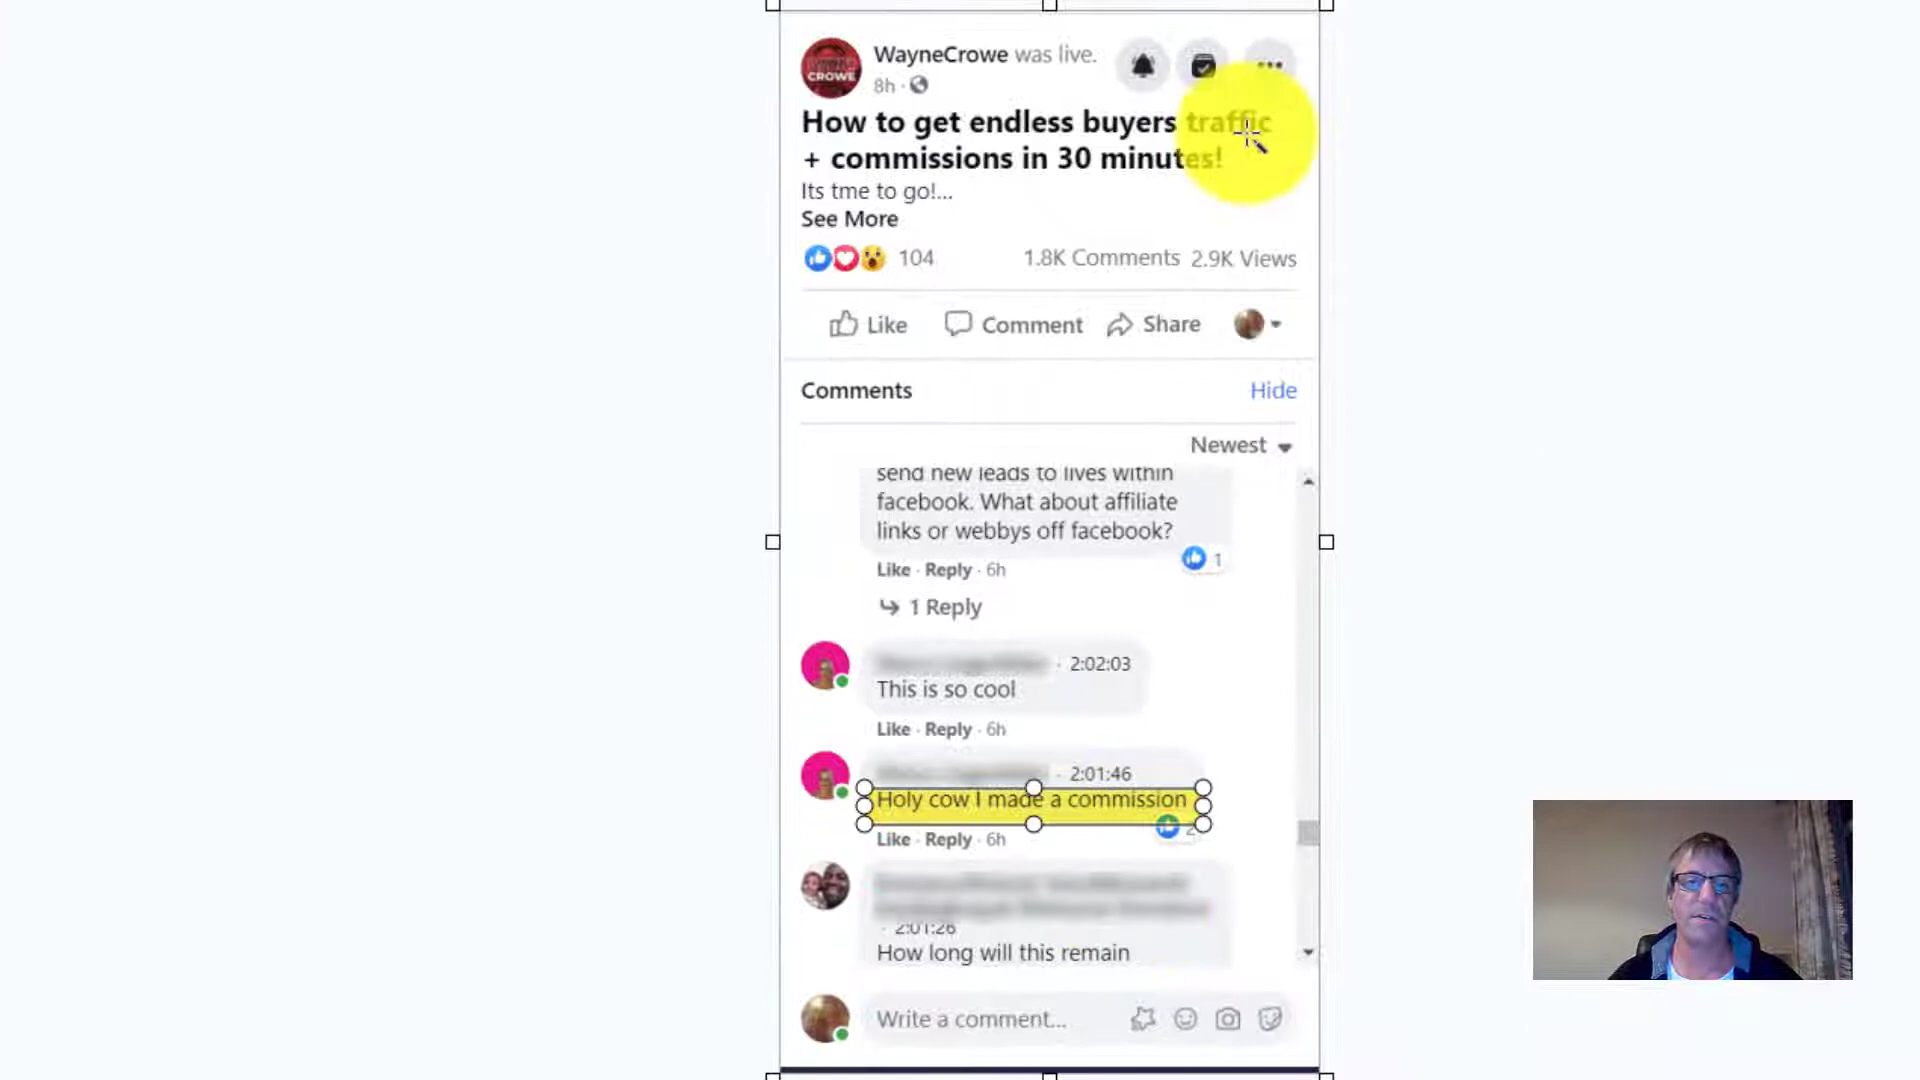 WayneCrowe was live.
CROWE
8h ·
How to get endless buyers traffic
+ commissions in 30 minutes!
Its tme to go!...
See More
104 1.8K Comments 2.9K Views
Like Comment Share
Comments Hide
Newest
send new leads to lives within
facebook. What about affiliate
links or webbys off facebook?
1
Like · Reply · 6h
1 Reply
· 2:02:03
This is so cool
Like · Reply · 6h
· 2:01:46
Holy cow I made a commission
2
Like · Reply · 6h
· 2:01:26
How long will this remain
Write a comment...